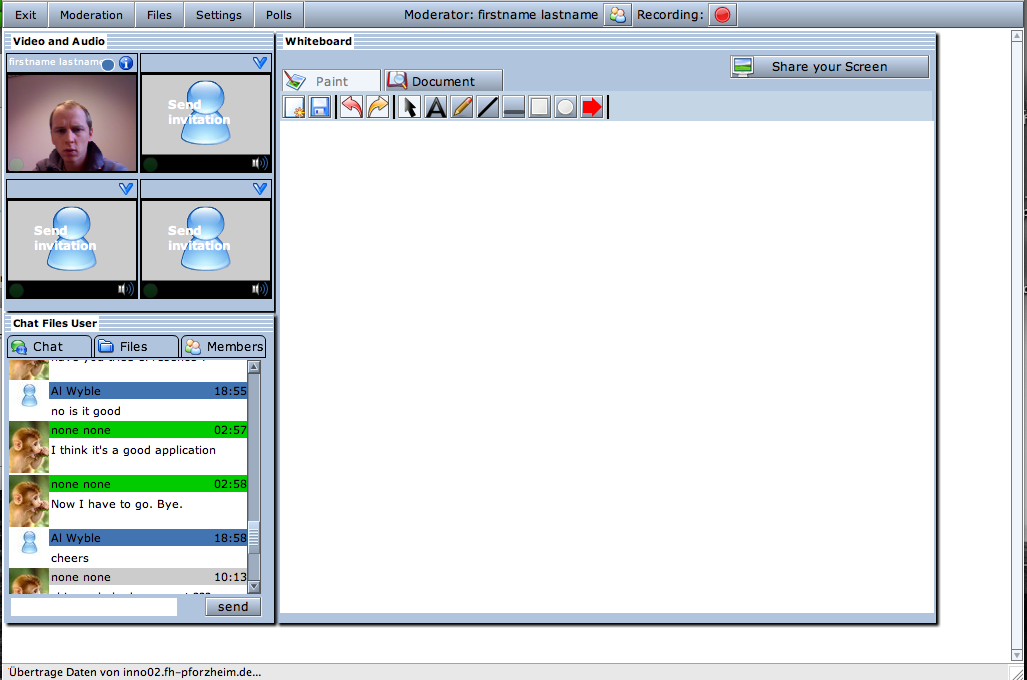 Exit Moderation Files Settings Polls Moderator: firstname lastname Recording:
Video and Audio
firstname lastname
Send
invitation
Send
invitation
Send
invitation
Whiteboard
Share your Screen
Paint Document
Chat Files User
Chat Files Members
Al Wyble 18:55
no is it good
none none 02:57
I think it's a good application
none none 02:58
Now I have to go. Bye.
Al Wyble 18:58
cheers
none none 10:13
send
Übertrage Daten von inno02.fh-pforzheim.de...